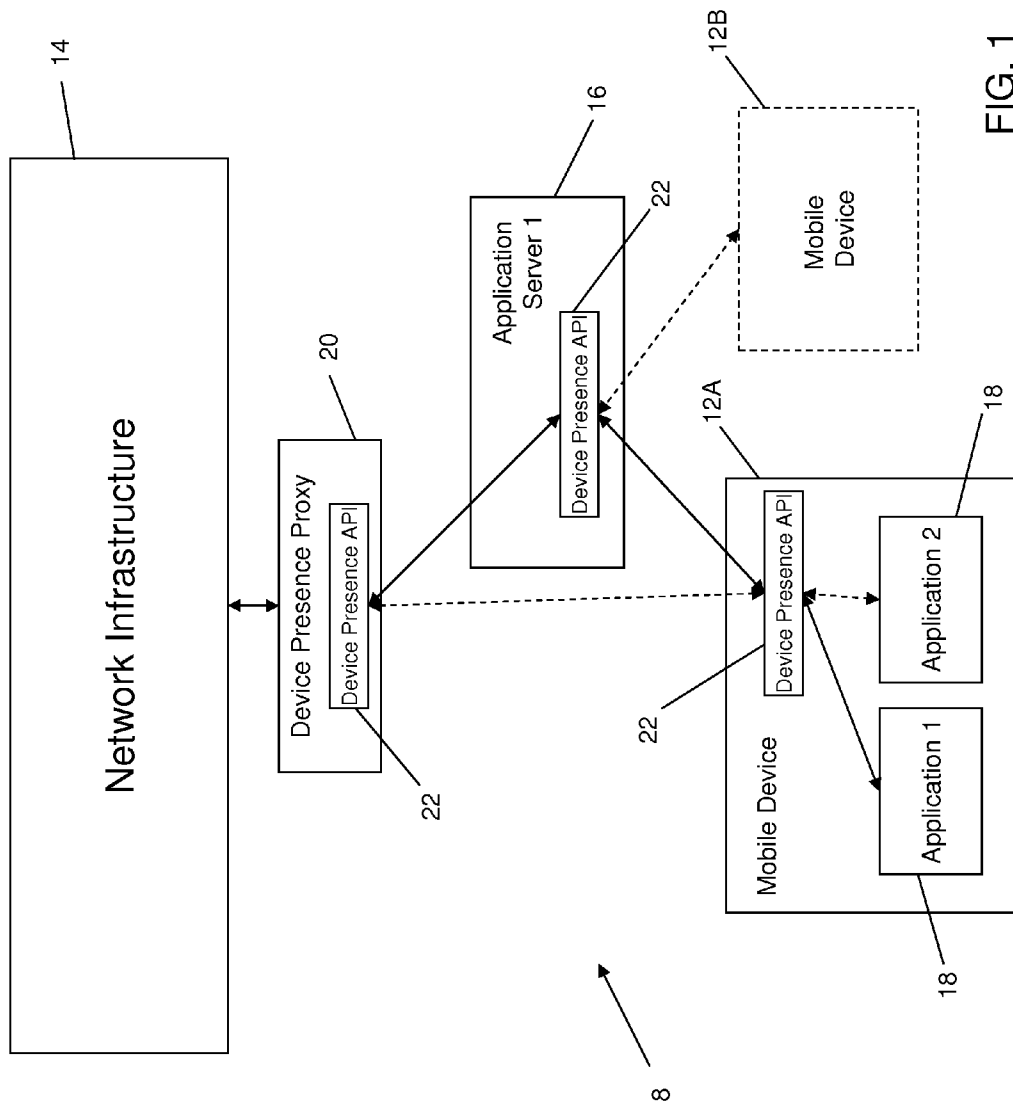 14
Network Infrastructure
20
Device Presence Proxy
Device Presence API
22
16
Application
Server 1
Device Presence API
22
12B
Mobile
Device
12A
Mobile Device
Device Presence API
22
Application 1
18
Application 2
18
8
FIG. 1